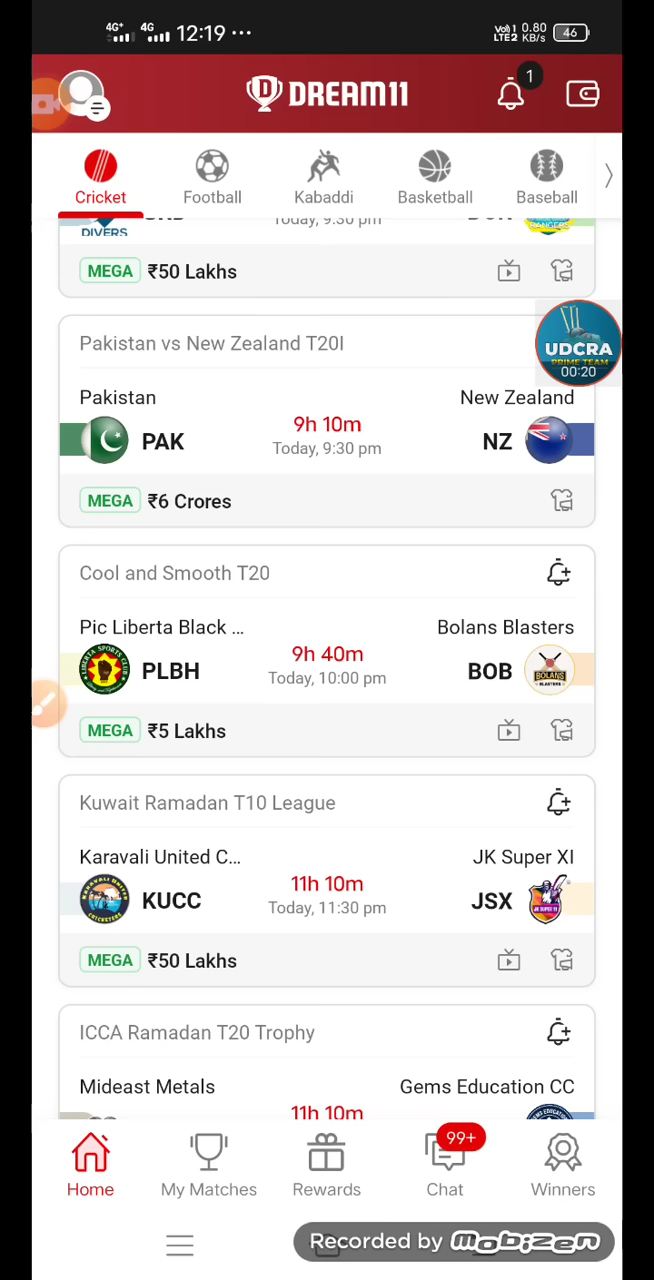 4G+ 4G 12:19 ··· Vo) 1 LTE2 0.80 KB/s 46
DREAM11 1
Cricket Football Kabaddi Basketball Baseball
DIVERS Today, 9:30 pm RANGERS
MEGA ₹50 Lakhs
Pakistan vs New Zealand T20I
UDCRA
PRIME TEAM
00:20
Pakistan New Zealand
9h 10m
PAK Today, 9:30 pm NZ
MEGA ₹6 Crores
Cool and Smooth T20
Pic Liberta Black ... Bolans Blasters
9h 40m
PLBH Today, 10:00 pm BOB
MEGA ₹5 Lakhs
Kuwait Ramadan T10 League
Karavali United C... JK Super XI
11h 10m
KUCC Today, 11:30 pm JSX
MEGA ₹50 Lakhs
ICCA Ramadan T20 Trophy
Mideast Metals Gems Education CC
11h 10m
99+
Home My Matches Rewards Chat Winners
Recorded by mobizen